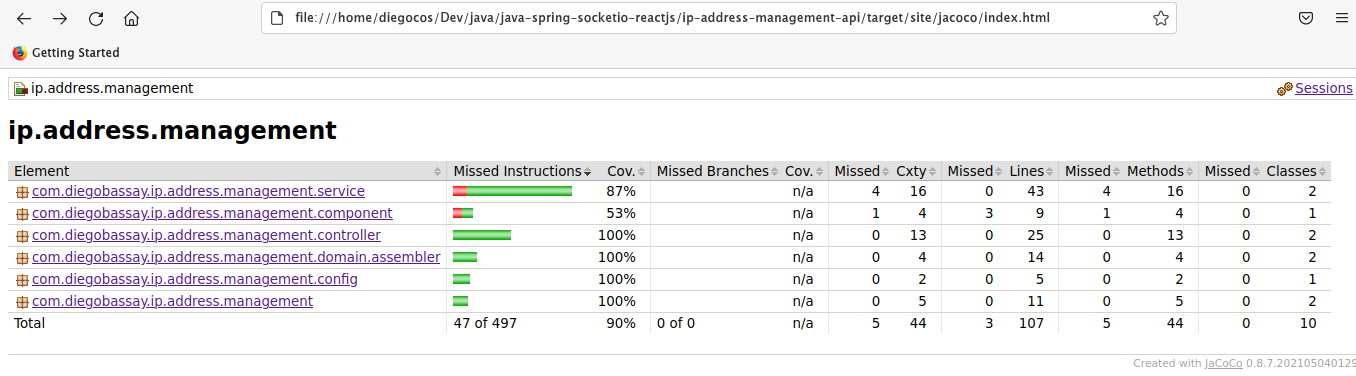 file:///home/diegocos/Dev/java/java-spring-socketio-reactjs/ip-address-management-api/target/site/jacoco/index.html
Getting Started
ip.address.management Sessions
ip.address.management
Element Missed Instructions Cov. Missed Branches Cov. Missed Cxty Missed Lines Missed Methods Missed Classes
com.diegobassay.ip.address.management.service 87% n/a 4 16 0 43 4 16 0 2
com.diegobassay.ip.address.management.component 53% n/a 1 4 3 9 1 4 0 1
com.diegobassay.ip.address.management.controller 100% n/a 0 13 0 25 0 13 0 2
com.diegobassay.ip.address.management.domain.assembler 100% n/a 0 4 0 14 0 4 0 2
com.diegobassay.ip.address.management.config 100% n/a 0 2 0 5 0 2 0 1
com.diegobassay.ip.address.management 100% n/a 0 5 0 11 0 5 0 2
Total 47 of 497 90% 0 of 0 n/a 5 44 3 107 5 44 0 10
Created with JaCoCo 0.8.7.202105040129